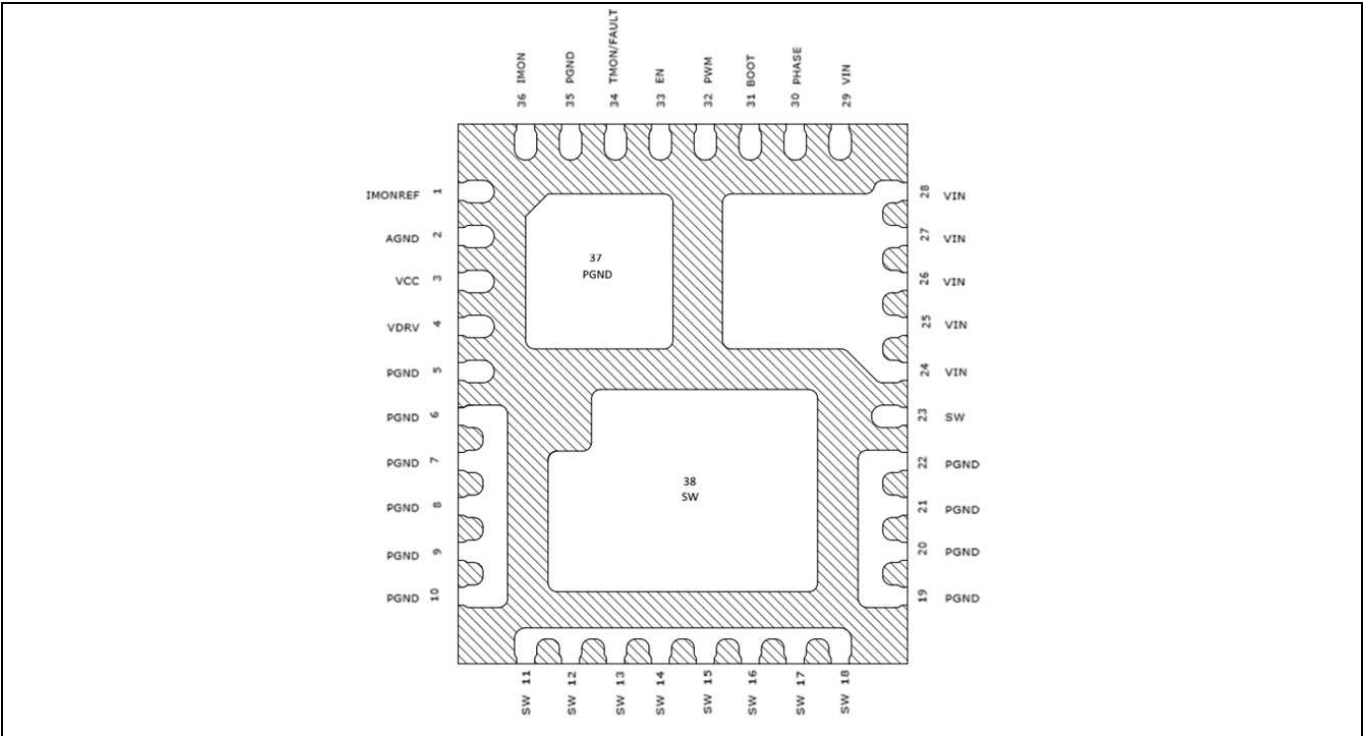 36 IMON
35 PGND
34 TMON/FAULT
33 EN
32 PWM
31 BOOT
30 PHASE
29 VIN
IMONREF 1
AGND 2
VCC 3
VDRV 4
PGND 5
PGND 6
PGND 7
PGND 8
PGND 9
PGND 10
37
PGND
38
SW
28 VIN
27 VIN
26 VIN
25 VIN
24 VIN
23 SW
22 PGND
21 PGND
20 PGND
19 PGND
SW 11
SW 12
SW 13
SW 14
SW 15
SW 16
SW 17
SW 18